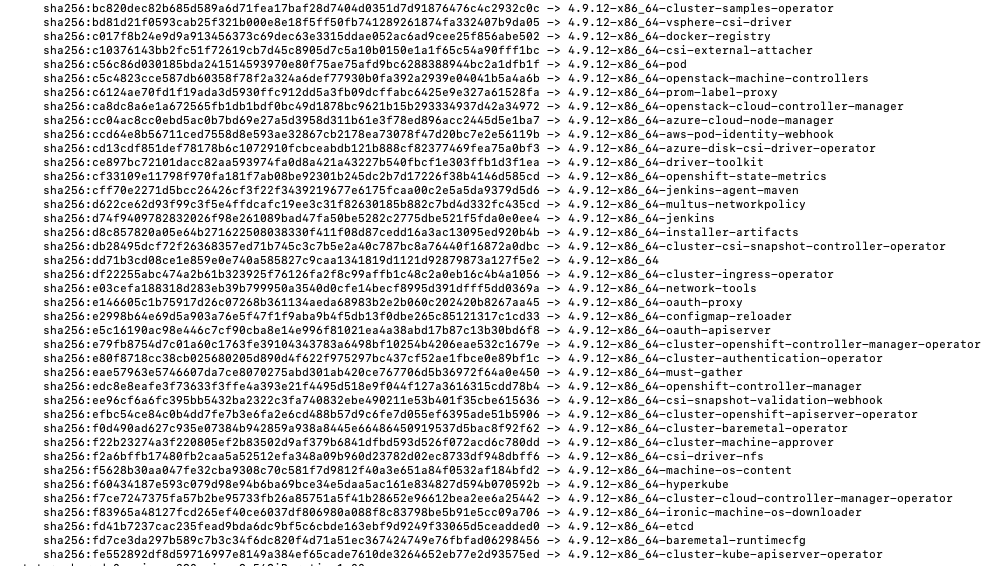 sha256:bc820dec82b685d589a6d71fea17baf28d7404d0351d7d91876476c4c2932c0c -> 4.9.12-x86_64-cluster-samples-operator
sha256:bd81d21f0593cab25f321b000e8e18f5ff50fb741289261874fa332407b9da05 -> 4.9.12-x86_64-vsphere-csi-driver
sha256:c017f8b24e9d9a913456373c69dec63e3315ddae052ac6ad9cee25f856abe502 -> 4.9.12-x86_64-docker-registry
sha256:c10376143bb2fc51f72619cb7d45c8905d7c5a10b0150e1a1f65c54a90fff1bc -> 4.9.12-x86_64-csi-external-attacher
sha256:c56c86d030185bda241514593970e80f75ae75afd9bc6288388944bc2a1dfb1f -> 4.9.12-x86_64-pod
sha256:c5c4823cce587db60358f78f2a324a6def77930b0fa392a2939e04041b5a4a6b -> 4.9.12-x86_64-openstack-machine-controllers
sha256:c6124ae70fd1f19ada3d5930ffc912dd5a3fb09dcffabc6425e9e327a61528fa -> 4.9.12-x86_64-prom-label-proxy
sha256:ca8dc8a6e1a672565fb1db1bdf0bc49d1878bc9621b15b293334937d42a34972 -> 4.9.12-x86_64-openstack-cloud-controller-manager
sha256:cc04ac8cc0ebd5ac0b7bd69e27a5d3958d311b61e3f78ed896acc2445d5e1ba7 -> 4.9.12-x86_64-azure-cloud-node-manager
sha256:ccd64e8b56711ced7558d8e593ae32867cb2178ea73078f47d20bc7e2e56119b -> 4.9.12-x86_64-aws-pod-identity-webhook
sha256:cd13cdf851def78178b6c1072910fcbceabdb121b888cf82377469fea75a0bf3 -> 4.9.12-x86_64-azure-disk-csi-driver-operator
sha256:ce897bc72101dacc82aa593974fa0d8a421a43227b540fbcf1e303ffb1d3f1ea -> 4.9.12-x86_64-driver-toolkit
sha256:cf33109e11798f970fa181f7ab08be92301b245dc2b7d17226f38b4146d585cd -> 4.9.12-x86_64-openshift-state-metrics
sha256:cff70e2271d5bcc26426cf3f22f3439219677e6175fcaa00c2e5a5da9379d5d6 -> 4.9.12-x86_64-jenkins-agent-maven
sha256:d622ce62d93f99c3f5e4ffdcafc19ee3c31f82630185b882c7bd4d332fc435cd -> 4.9.12-x86_64-multus-networkpolicy
sha256:d74f9409782832026f98e261089bad47fa50be5282c2775dbe521f5fda0e0ee4 -> 4.9.12-x86_64-jenkins
sha256:d8c857820a05e64b271622508038330f411f08d87cedd16a3ac13095ed920b4b -> 4.9.12-x86_64-installer-artifacts
sha256:db28495dcf72f26368357ed71b745c3c7b5e2a40c787bc8a76440f16872a0dbc -> 4.9.12-x86_64-cluster-csi-snapshot-controller-operator
sha256:dd71b3cd08ce1e859e0e740a585827c9caa1341819d1121d92879873a127f5e2 -> 4.9.12-x86_64
sha256:df22255abc474a2b61b323925f76126fa2f8c99affb1c48c2a0eb16c4b4a1056 -> 4.9.12-x86_64-cluster-ingress-operator
sha256:e03cefa188318d283eb39b799950a3540d0cfe14becf8995d391dfff5dd0369a -> 4.9.12-x86_64-network-tools
sha256:e146605c1b75917d26c07268b361134aeda68983b2e2b060c202420b8267aa45 -> 4.9.12-x86_64-oauth-proxy
sha256:e2998b64e69d5a903a76e5f47f1f9aba9b4f5db13f0dbe265c85121317c1cd33 -> 4.9.12-x86_64-configmap-reloader
sha256:e5c16190ac98e446c7cf90cba8e14e996f81021ea4a38abd17b87c13b30bd6f8 -> 4.9.12-x86_64-oauth-apiserver
sha256:e79fb8754d7c01a60c1763fe39104343783a6498bf10254b4206eae532c1679e -> 4.9.12-x86_64-cluster-openshift-controller-manager-operator
sha256:e80f8718cc38cb025680205d890d4f622f975297bc437cf52ae1fbce0e89bf1c -> 4.9.12-x86_64-cluster-authentication-operator
sha256:eae57963e5746607da7ce8070275abd301ab420ce767706d5b36972f64a0e450 -> 4.9.12-x86_64-must-gather
sha256:edc8e8eafe3f73633f3ffe4a393e21f4495d518e9f044f127a3616315cdd78b4 -> 4.9.12-x86_64-openshift-controller-manager
sha256:ee96cf6a6fc395bb5432ba2322c3fa740832ebe490211e53b401f35cbe615636 -> 4.9.12-x86_64-csi-snapshot-validation-webhook
sha256:efbc54ce84c0b4dd7fe7b3e6fa2e6cd488b57d9c6fe7d055ef6395ade51b5906 -> 4.9.12-x86_64-cluster-openshift-apiserver-operator
sha256:f0d490ad627c935e07384b942859a938a8445e66486450919537d5bac8f92f62 -> 4.9.12-x86_64-cluster-baremetal-operator
sha256:f22b23274a3f220805ef2b83502d9af379b6841dfbd593d526f072acd6c780dd -> 4.9.12-x86_64-cluster-machine-approver
sha256:f2a6bffb17480fb2caa5a52512efa348a09b960d23782d02ec8733df948dbff6 -> 4.9.12-x86_64-csi-driver-nfs
sha256:f5628b30aa047fe32cba9308c70c581f7d9812f40a3e651a84f0532af184bfd2 -> 4.9.12-x86_64-machine-os-content
sha256:f60434187e593c079d98e94b6ba69bce34e5daa5ac161e834827d594b070592b -> 4.9.12-x86_64-hyperkube
sha256:f7ce7247375fa57b2be95733fb26a85751a5f41b28652e96612bea2ee6a25442 -> 4.9.12-x86_64-cluster-cloud-controller-manager-operator
sha256:f83965a48127fcd265ef40ce6037df806980a088f8c83798be5b91e5cc09a706 -> 4.9.12-x86_64-ironic-machine-os-downloader
sha256:fd41b7237cac235fead9bda6dc9bf5c6cbde163ebf9d9249f33065d5ceadded0 -> 4.9.12-x86_64-etcd
sha256:fd7ce3da297b589c7b3c34f6dc820f4d71a51ec367424749e76fbfad06298456 -> 4.9.12-x86_64-baremetal-runtimecfg
sha256:fe552892df8d59716997e8149a384ef65cade7610de3264652eb77e2d93575ed -> 4.9.12-x86_64-cluster-kube-apiserver-operator